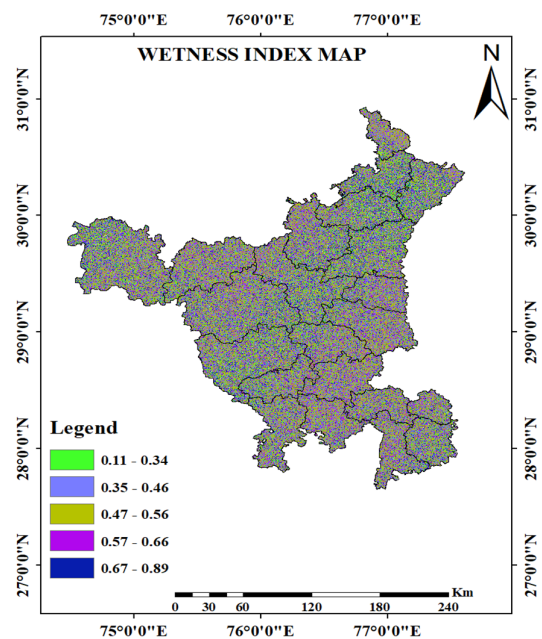 75°0'0"E 76°0'0"E 77°0'0"E
WETNESS INDEX MAP
N
31°0'0"N 31°0'0"N
30°0'0"N 30°0'0"N
29°0'0"N 29°0'0"N
28°0'0"N 28°0'0"N
27°0'0"N 27°0'0"N
Legend
0.11 - 0.34
0.35 - 0.46
0.47 - 0.56
0.57 - 0.66
0.67 - 0.89
Km
0 30 60 120 180 240
75°0'0"E 76°0'0"E 77°0'0"E